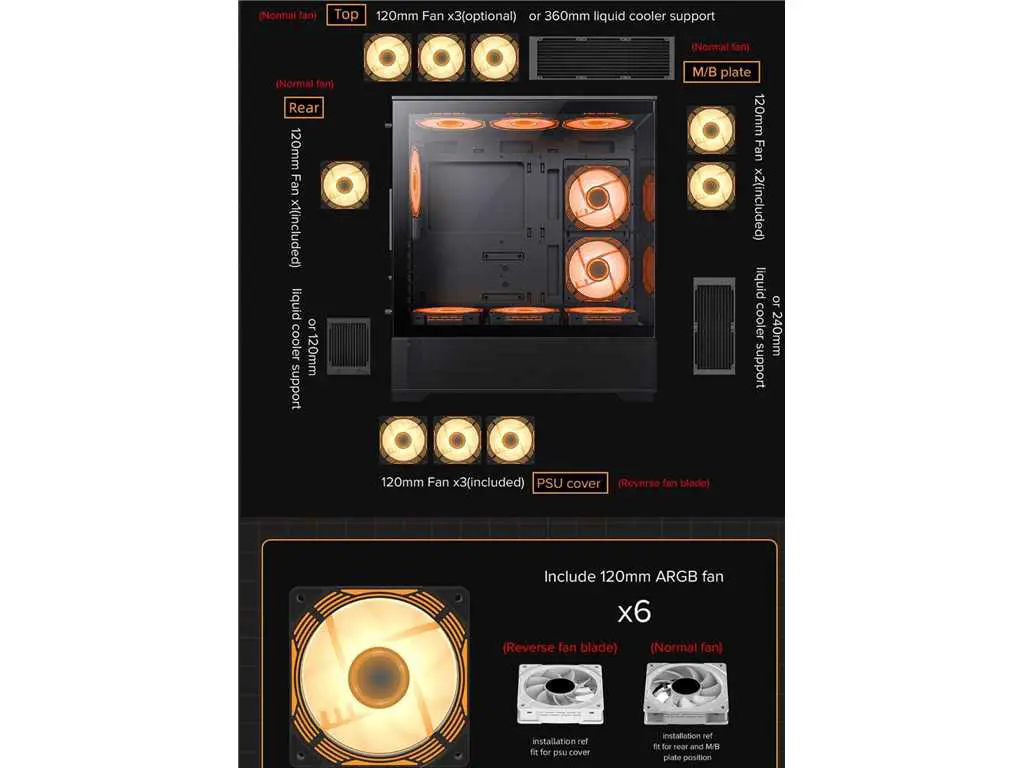 (Normal fan) Top 120mm Fan x3(optional) or 360mm liquid cooler support
(Normal fan)
M/B plate
(Normal fan)
Rear
120mm Fan x1(included)
120mm Fan x2(included)
or 120mm
liquid cooler support
or 240mm
liquid cooler support
120mm Fan x3(included) PSU cover (Reverse fan blade)
Include 120mm ARGB fan
x6
(Reverse fan blade) (Normal fan)
installation ref
fit for psu cover
installation ref
fit for rear and M/B
plate position